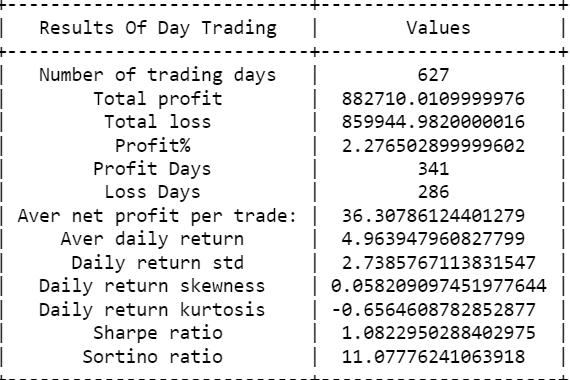 +----------------------------+----------------------+
| Results Of Day Trading | Values |
+----------------------------+----------------------+
| Number of trading days | 627 |
| Total profit | 882710.0109999976 |
| Total loss | 859944.9820000016 |
| Profit% | 2.276502899999602 |
| Profit Days | 341 |
| Loss Days | 286 |
| Aver net profit per trade: | 36.30786124401279 |
| Aver daily return | 4.963947960827799 |
| Daily return std | 2.7385767113831547 |
| Daily return skewness | 0.058209097451977644 |
| Daily return kurtosis | -0.6564608782852877 |
| Sharpe ratio | 1.0822950288402975 |
| Sortino ratio | 11.07776241063918 |
+----------------------------+----------------------+